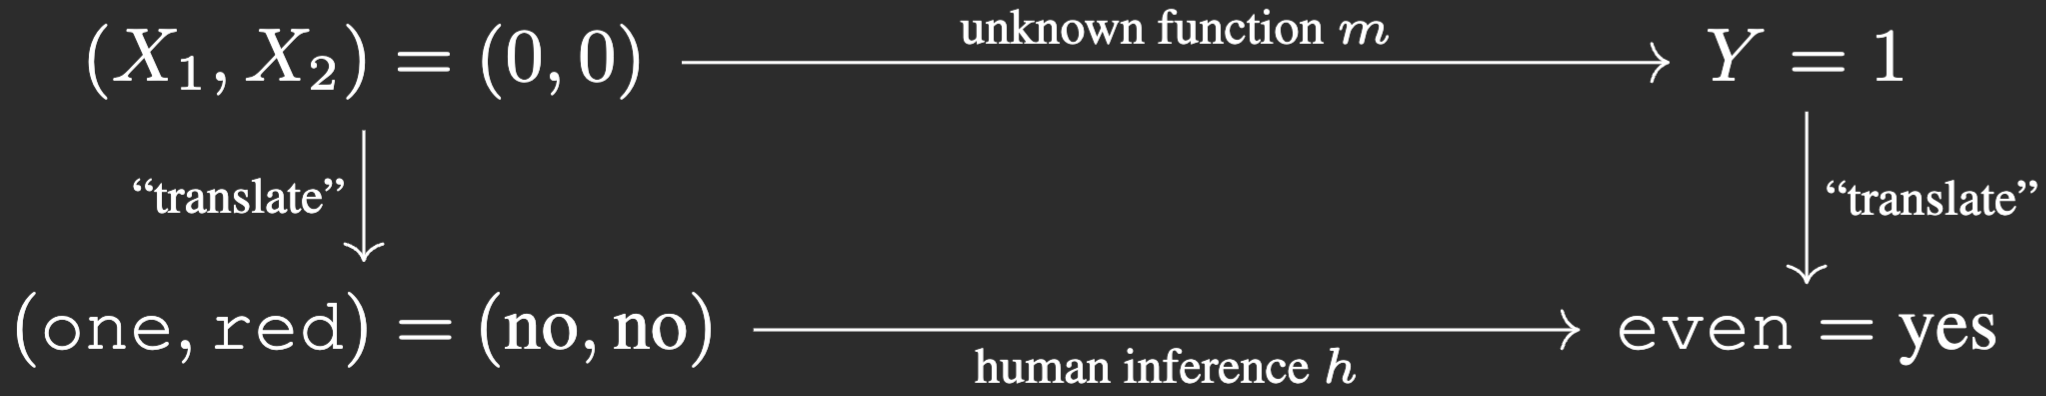 unknown function m
(X₁, X₂) = (0, 0) ⟶ Y = 1
“translate” “translate”
(one, red) = (no, no) ⟶ even = yes
human inference h